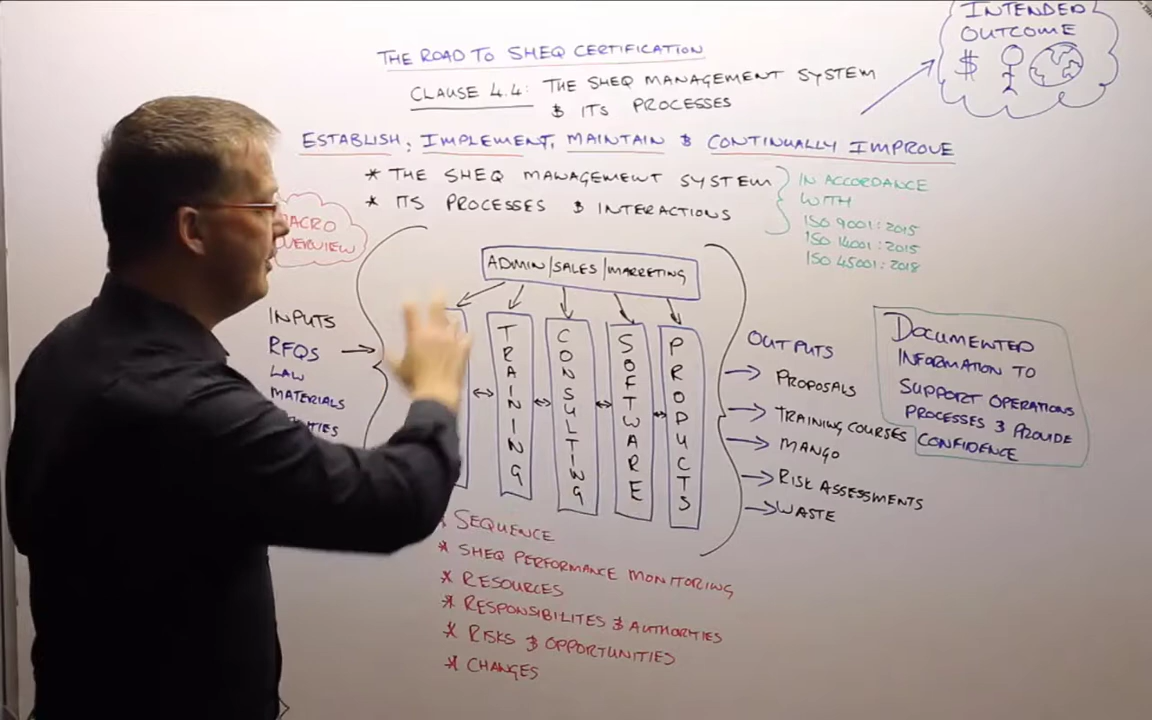 INTENDED
OUTCOME
$
THE ROAD TO SHEQ CERTIFICATION
CLAUSE 4.4: THE SHEQ MANAGEMENT SYSTEM
& ITS PROCESSES
ESTABLISH, IMPLEMENT, MAINTAIN & CONTINUALLY IMPROVE
* THE SHEQ MANAGEMENT SYSTEM
* ITS PROCESSES & INTERACTIONS
IN ACCORDANCE
WITH
ISO 9001:2015
ISO 14001:2015
ISO 45001:2018
ADMIN/SALES/MARKETING
INPUTS
RFQS
LAW
MATERIALS
TRAINING
CONSULTING
SOFTWARE
PRODUCTS
OUTPUTS
PROPOSALS
TRAINING COURSES
MANGO
RISK ASSESSMENTS
WASTE
DOCUMENTED
INFORMATION TO
SUPPORT OPERATIONS
PROCESSES & PROVIDE
CONFIDENCE
* SEQUENCE
* SHEQ PERFORMANCE MONITORING
* RESOURCES
* RESPONSIBILITES & AUTHORITIES
* RISKS & OPPORTUNITIES
* CHANGES